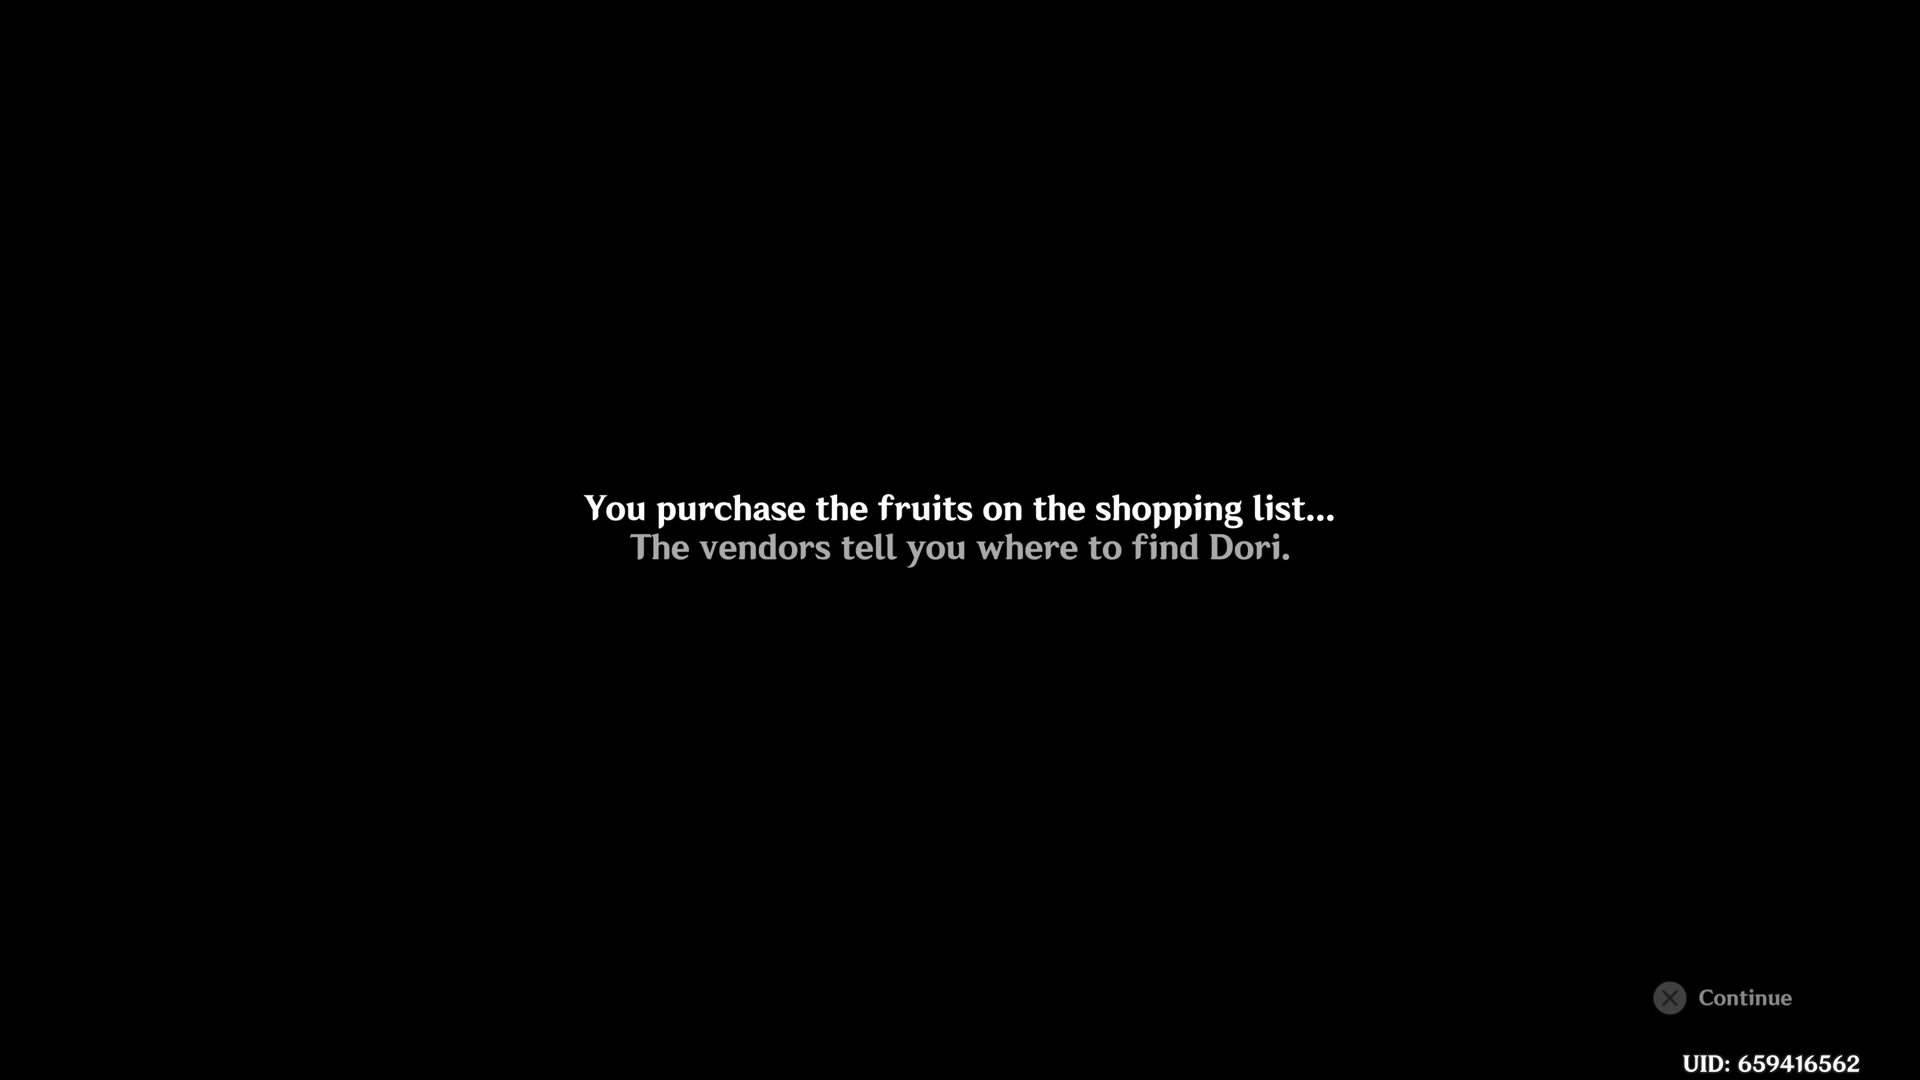 You purchase the fruits on the shopping list...
The vendors tell you where to find Dori.
Continue
UID: 659416562